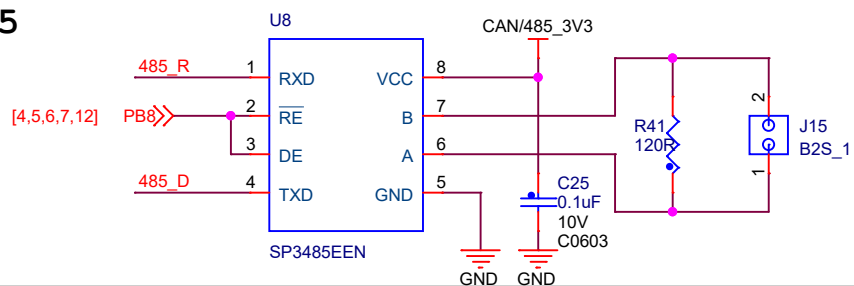 5
U8
CAN/485_3V3
485_R
1
RXD
VCC
8
[4,5,6,7,12]
PB8
2
RE
B
7
3
DE
A
6
485_D
4
TXD
GND
5
SP3485EEN
GND
C25
0.1uF
10V
C0603
GND
R41
120R
2
1
J15
B2S_1